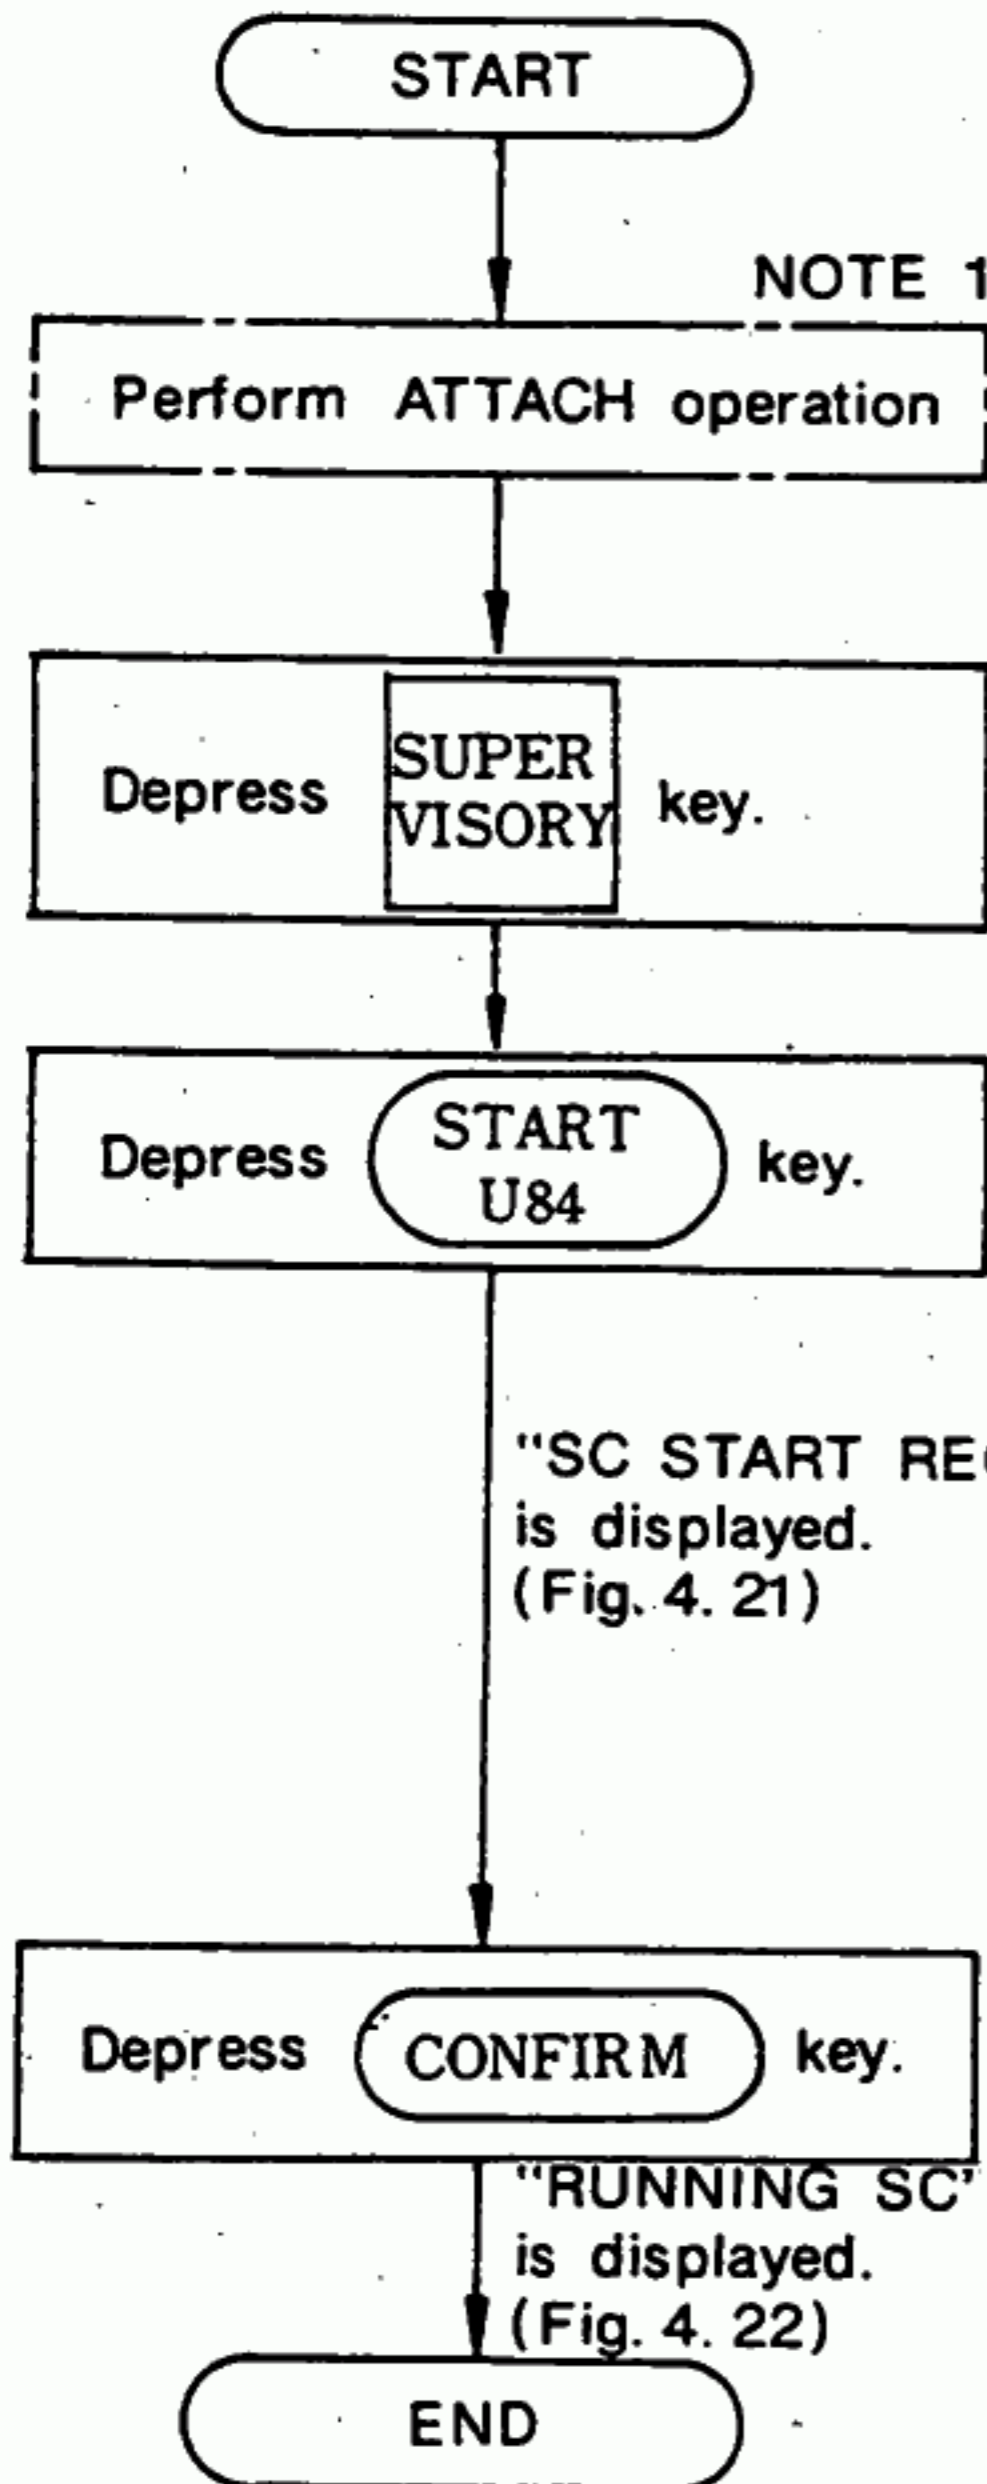 START
NOTE 1
Perform ATTACH operation
Depress SUPER VISORY key.
Depress START U84 key.
"SC START
is displayed.
(Fig. 4. 21)
Depress CONFIRM key.
"RUNNING SC"
is displayed.
(Fig. 4. 22)
END